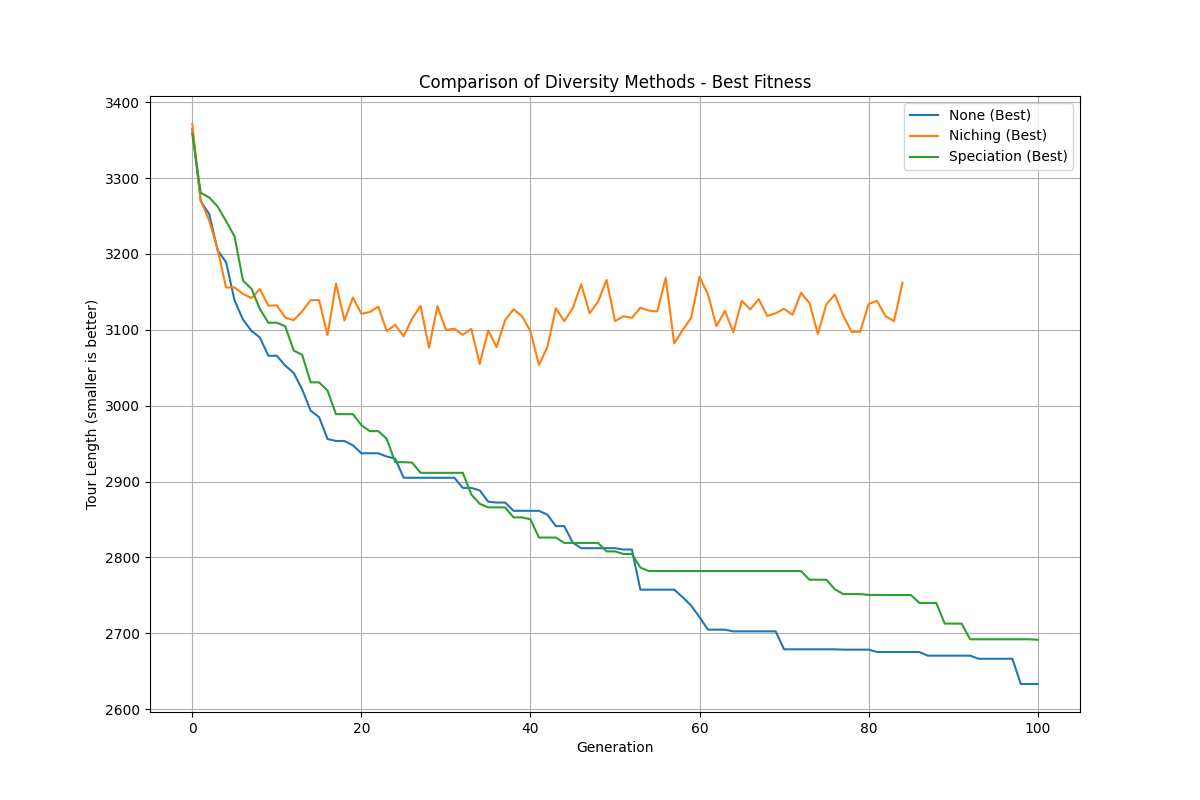 Comparison of Diversity Methods - Best Fitness
None (Best)
Niching (Best)
Speciation (Best)
Tour Length (smaller is better)
3400
3300
3200
3100
3000
2900
2800
2700
2600
0 20 40 60 80 100
Generation